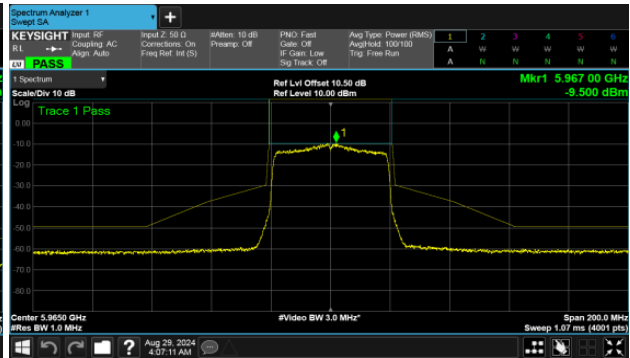 Spectrum Analyzer 1
Swept SA
+
KEYSIGHT Input: RF Input Z: 50 Ω #Atten: 10 dB PNO: Fast Avg Type: Power (RMS) 1 2 3 4 5 6
R L Coupling: AC Corrections: On Preamp: Off Gate: Off Avg|Hold: 100/100 A W W W W W
Align: Auto Freq Ref: Int (S) IF Gain: Low Trig: Free Run
LXI PASS Sig Track: Off A N N N N N
1 Spectrum Ref Lvl Offset 10.50 dB Mkr1 5.967 00 GHz
Scale/Div 10 dB Ref Level 10.00 dBm -9.500 dBm
Log
Trace 1 Pass
0.00
1
-10.0
-20.0
-30.0
-40.0
-50.0
-60.0
-70.0
-80.0
Center 5.9650 GHz #Video BW 3.0 MHz* Span 200.0 MHz
#Res BW 1.0 MHz Sweep 1.07 ms (4001 pts)
? Aug 29, 2024
4:07:11 AM